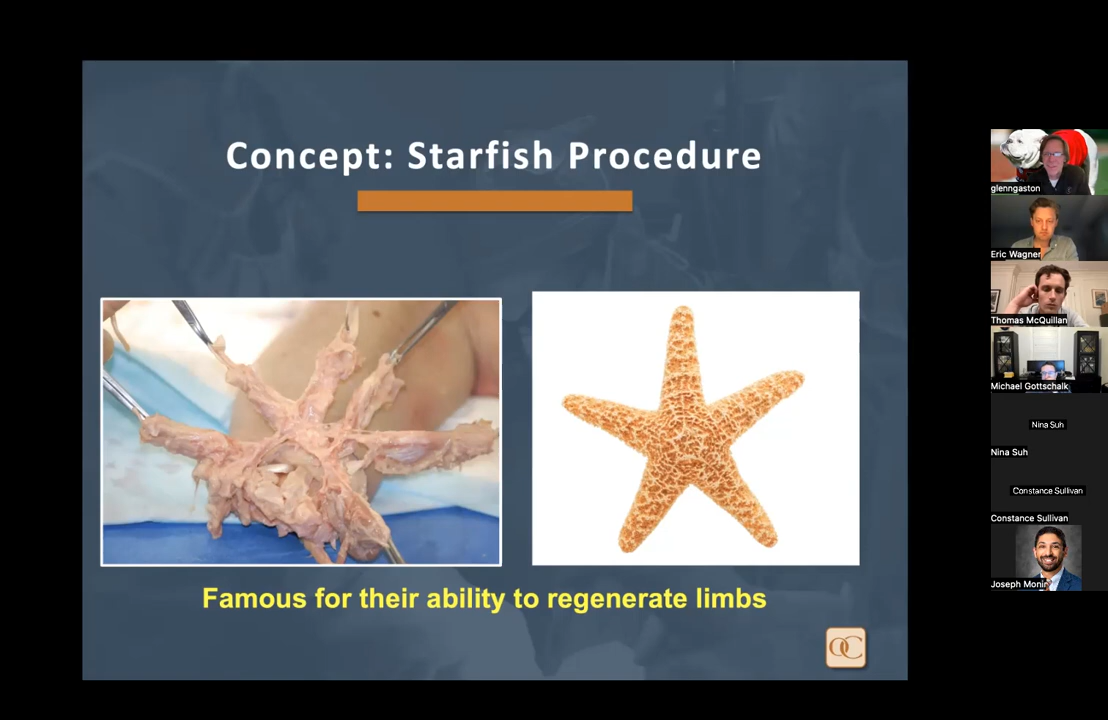 Concept: Starfish Procedure
Famous for their ability to regenerate limbs
OC
glenngaston
Eric Wagner
Thomas McQuillan
Michael Gottschalk
Nina Suh
Nina Suh
Constance Sullivan
Constance Sullivan
Joseph Monir